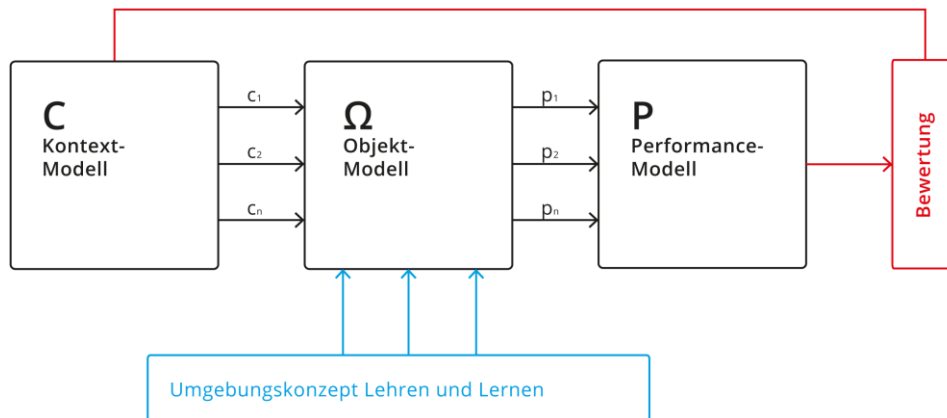 C
Kontext-
Modell
c₁
c₂
cₙ
Ω
Objekt-
Modell
p₁
p₂
pₙ
P
Performance-
Modell
Bewertung
Umgebungskonzept Lehren und Lernen